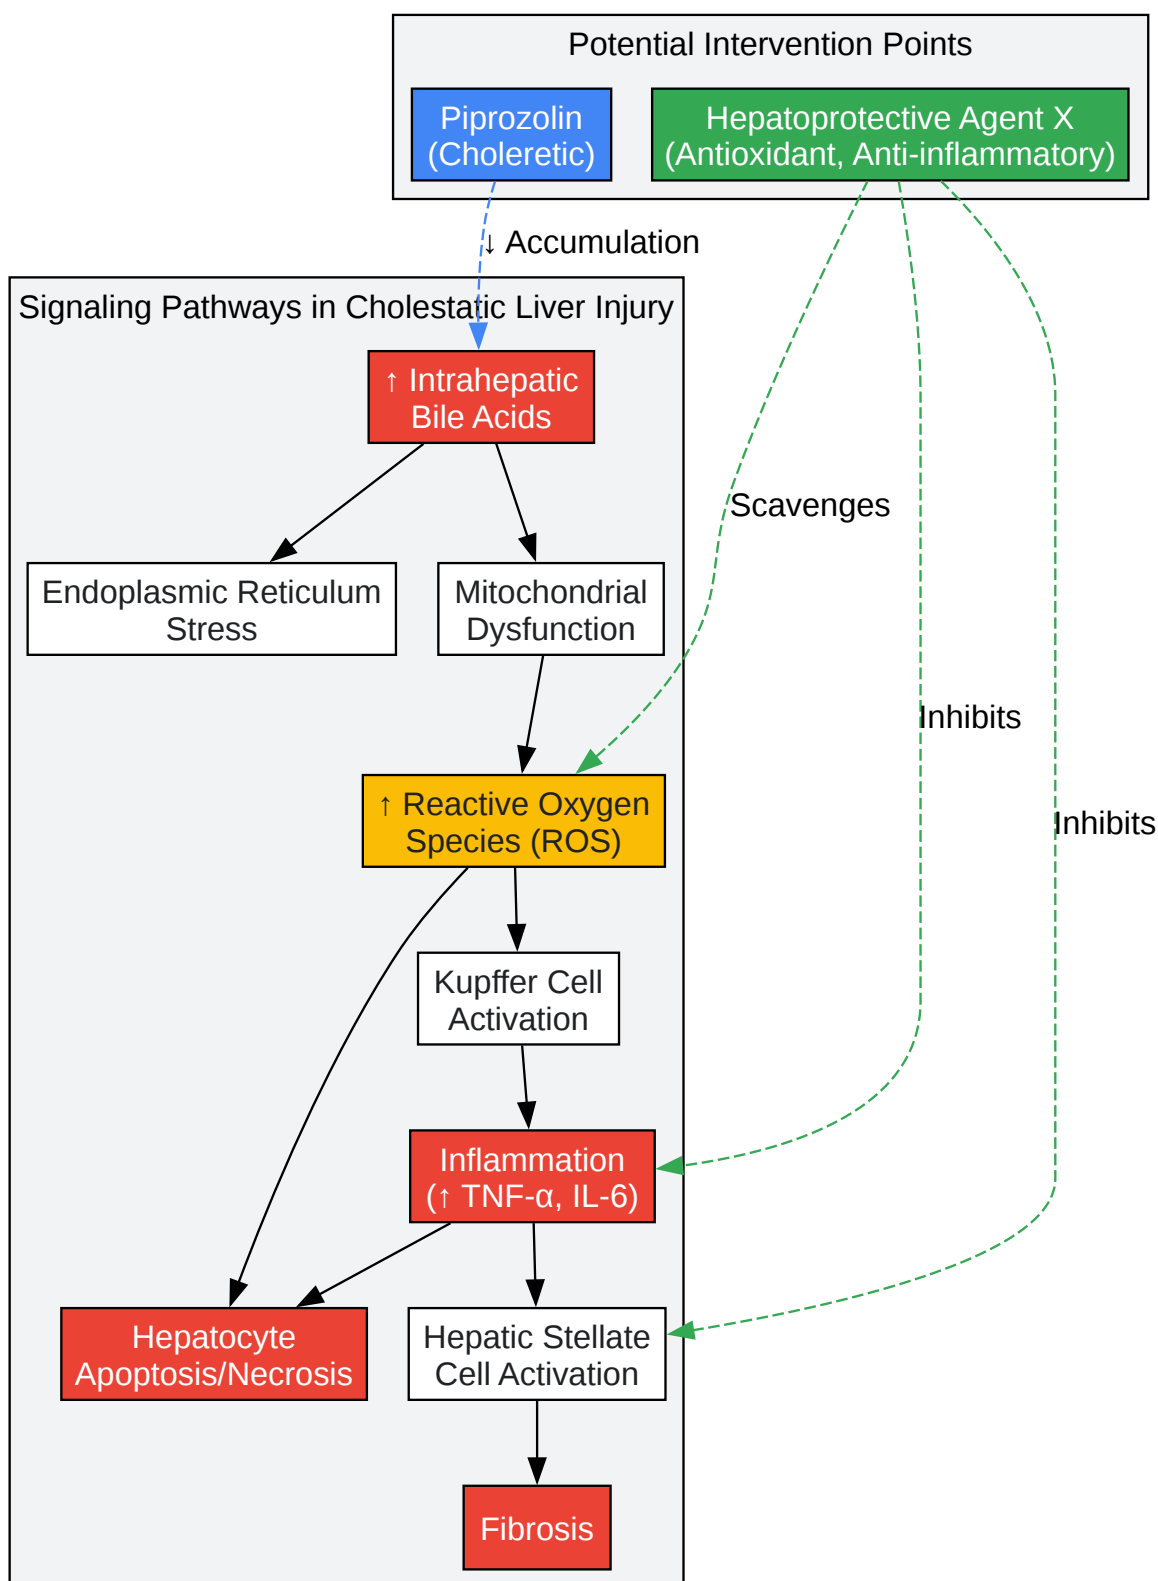 Potential Intervention Points
Piprozolin
(Choleretic)
Hepatoprotective Agent X
(Antioxidant, Anti-inflammatory)
↓ Accumulation
Signaling Pathways in Cholestatic Liver Injury
↑ Intrahepatic
Bile Acids
Scavenges
Endoplasmic Reticulum
Stress
Mitochondrial
Dysfunction
Inhibits
↑ Reactive Oxygen
Species (ROS)
Inhibits
Kupffer Cell
Activation
Inflammation
(↑ TNF-α, IL-6)
Hepatocyte
Apoptosis/Necrosis
Hepatic Stellate
Cell Activation
Fibrosis